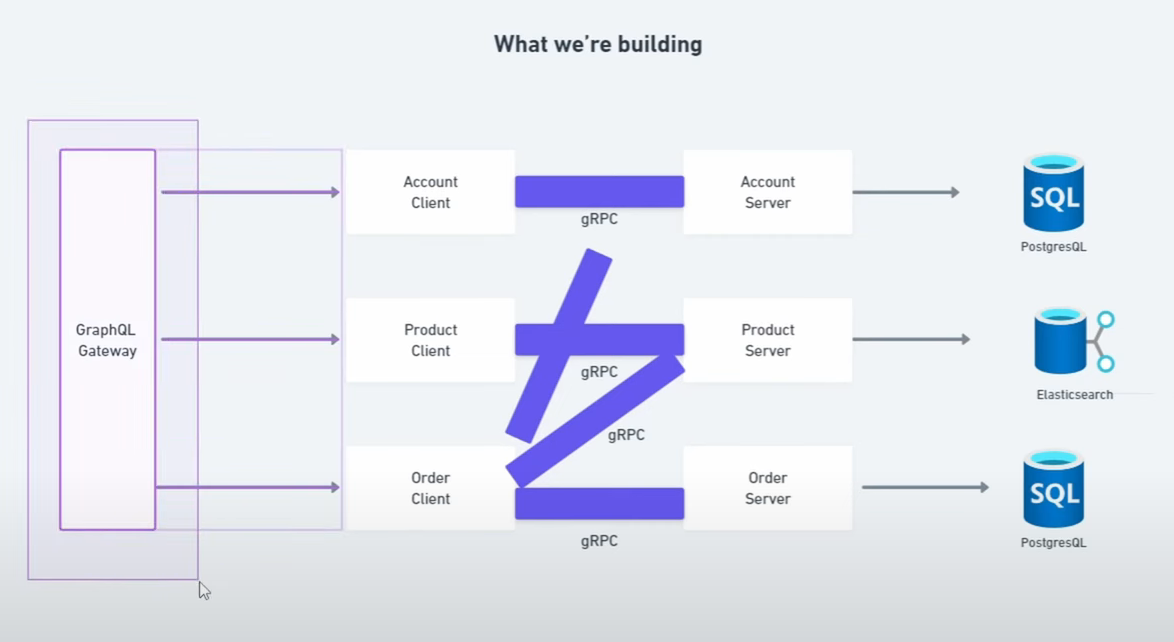 What we're building
GraphQL
Gateway
Account
Client
gRPC
Account
Server
SQL
PostgresQL
Product
Client
gRPC
Product
Server
Elasticsearch
gRPC
Order
Client
gRPC
Order
Server
SQL
PostgresQL